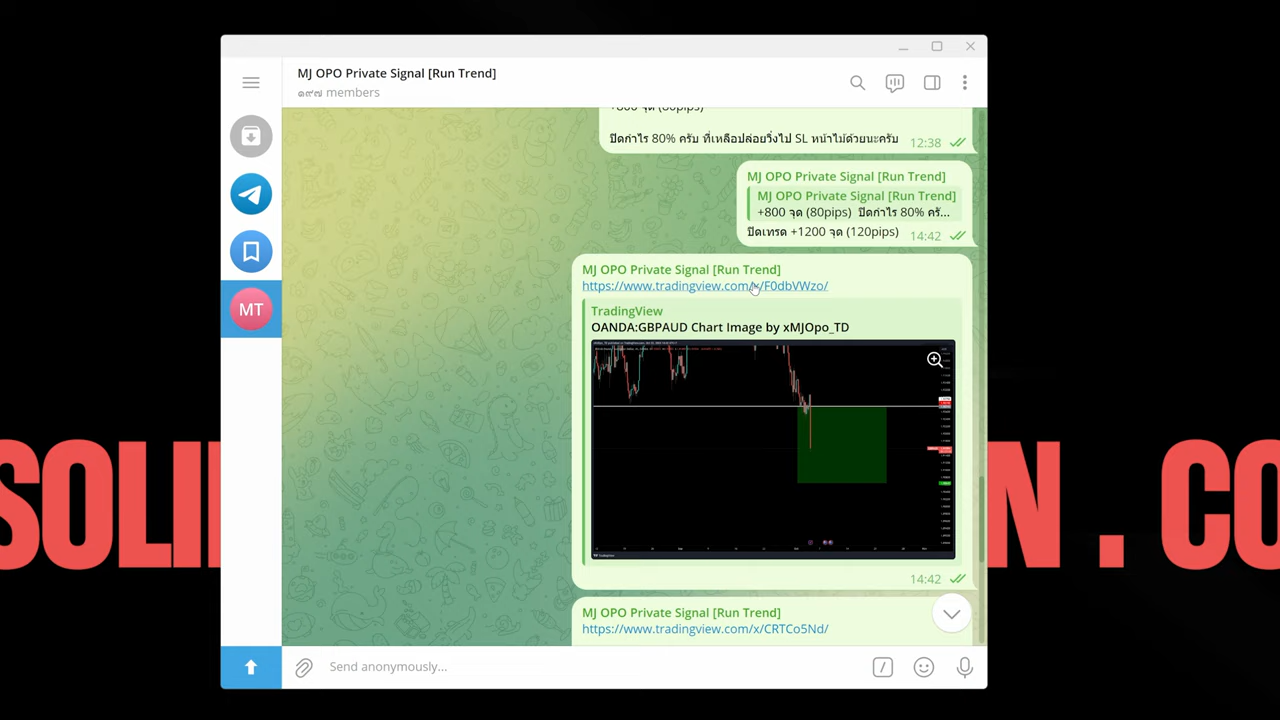 MJ OPO Private Signal [Run Trend]
๑๙๗ members
+800 จุด (80pips)
ปิดกำไร 80% ครับ ที่เหลือปล่อยวิ่งไป SL หน้าไม้ด้วยนะครับ
12:38
MJ OPO Private Signal [Run Trend]
MJ OPO Private Signal [Run Trend]
+800 จุด (80pips) ปิดกำไร 80% ครั...
ปิดเทรด +1200 จุด (120pips)
14:42
MJ OPO Private Signal [Run Trend]
https://www.tradingview.com/x/F0dbVWzo/
TradingView
OANDA:GBPAUD Chart Image by xMJOpo_TD
14:42
MJ OPO Private Signal [Run Trend]
https://www.tradingview.com/x/CRTCo5Nd/
MT
Send anonymously...
SOLI
N . CO